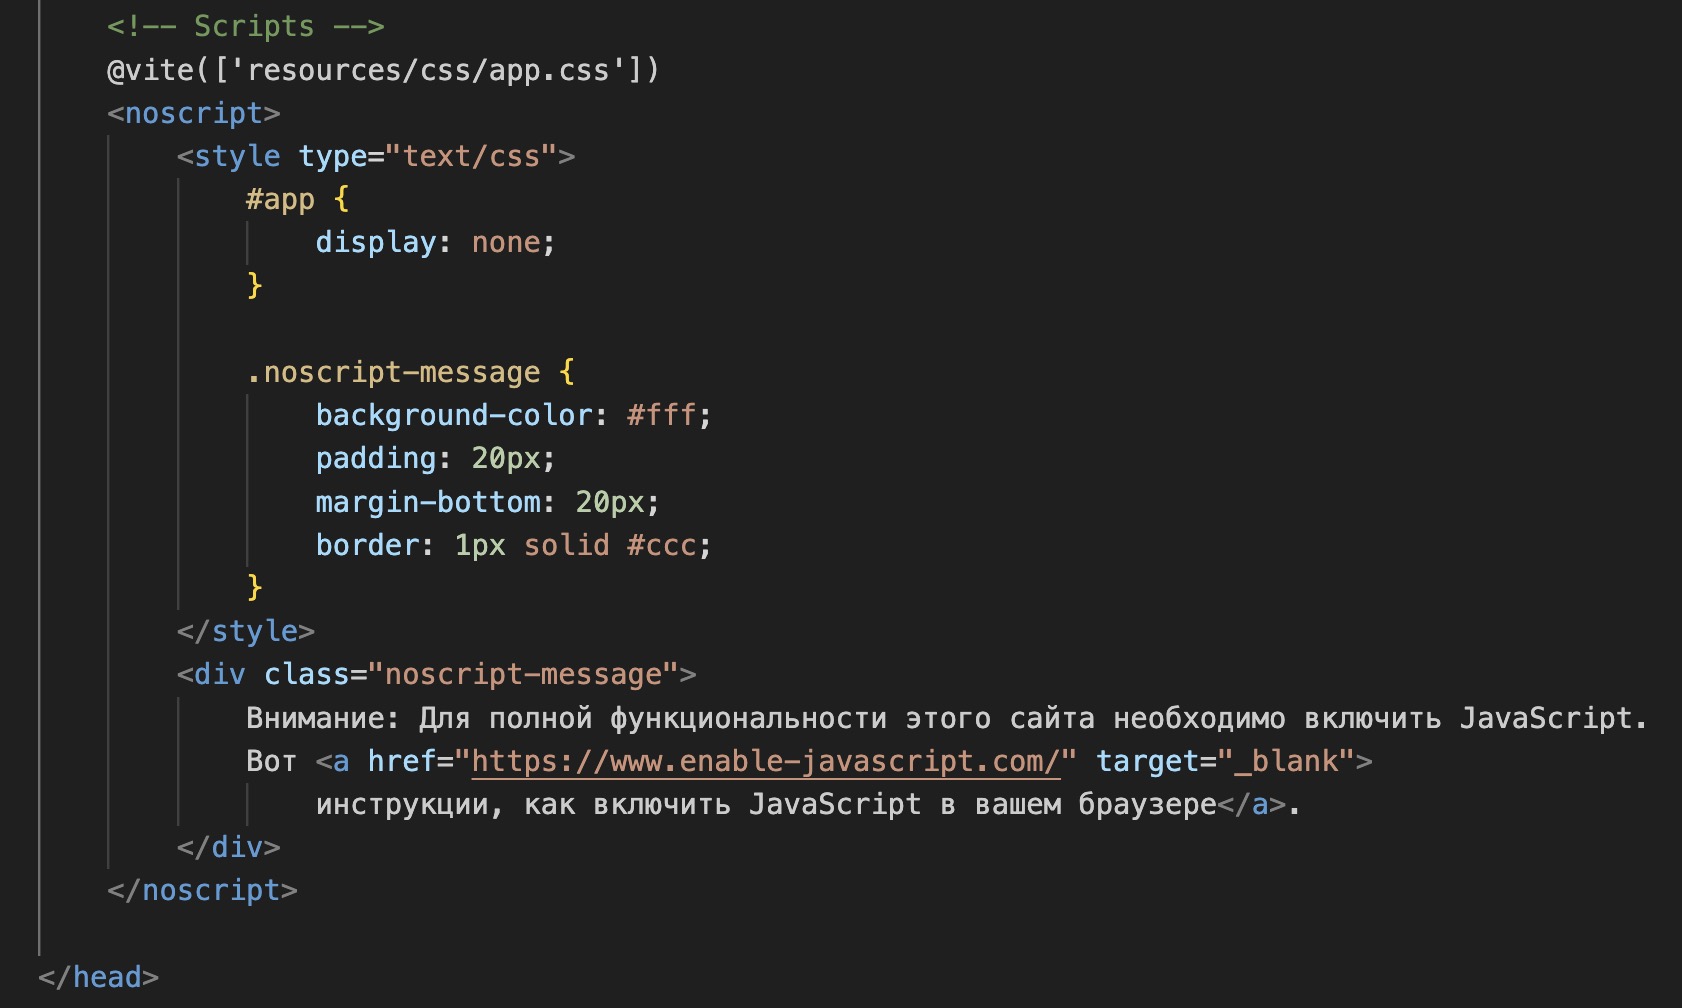 <!-- Scripts -->
@vite(['resources/css/app.css'])
<noscript>
<style type="text/css">
#app {
display: none;
}
.noscript-message {
background-color: #fff;
padding: 20px;
margin-bottom: 20px;
border: 1px solid #ccc;
}
</style>
<div class="noscript-message">
Внимание: Для полной функциональности этого сайта необходимо включить JavaScript.
Вот <a href="https://www.enable-javascript.com/" target="_blank">
инструкции, как включить JavaScript в вашем браузере</a>.
</div>
</noscript>
</head>